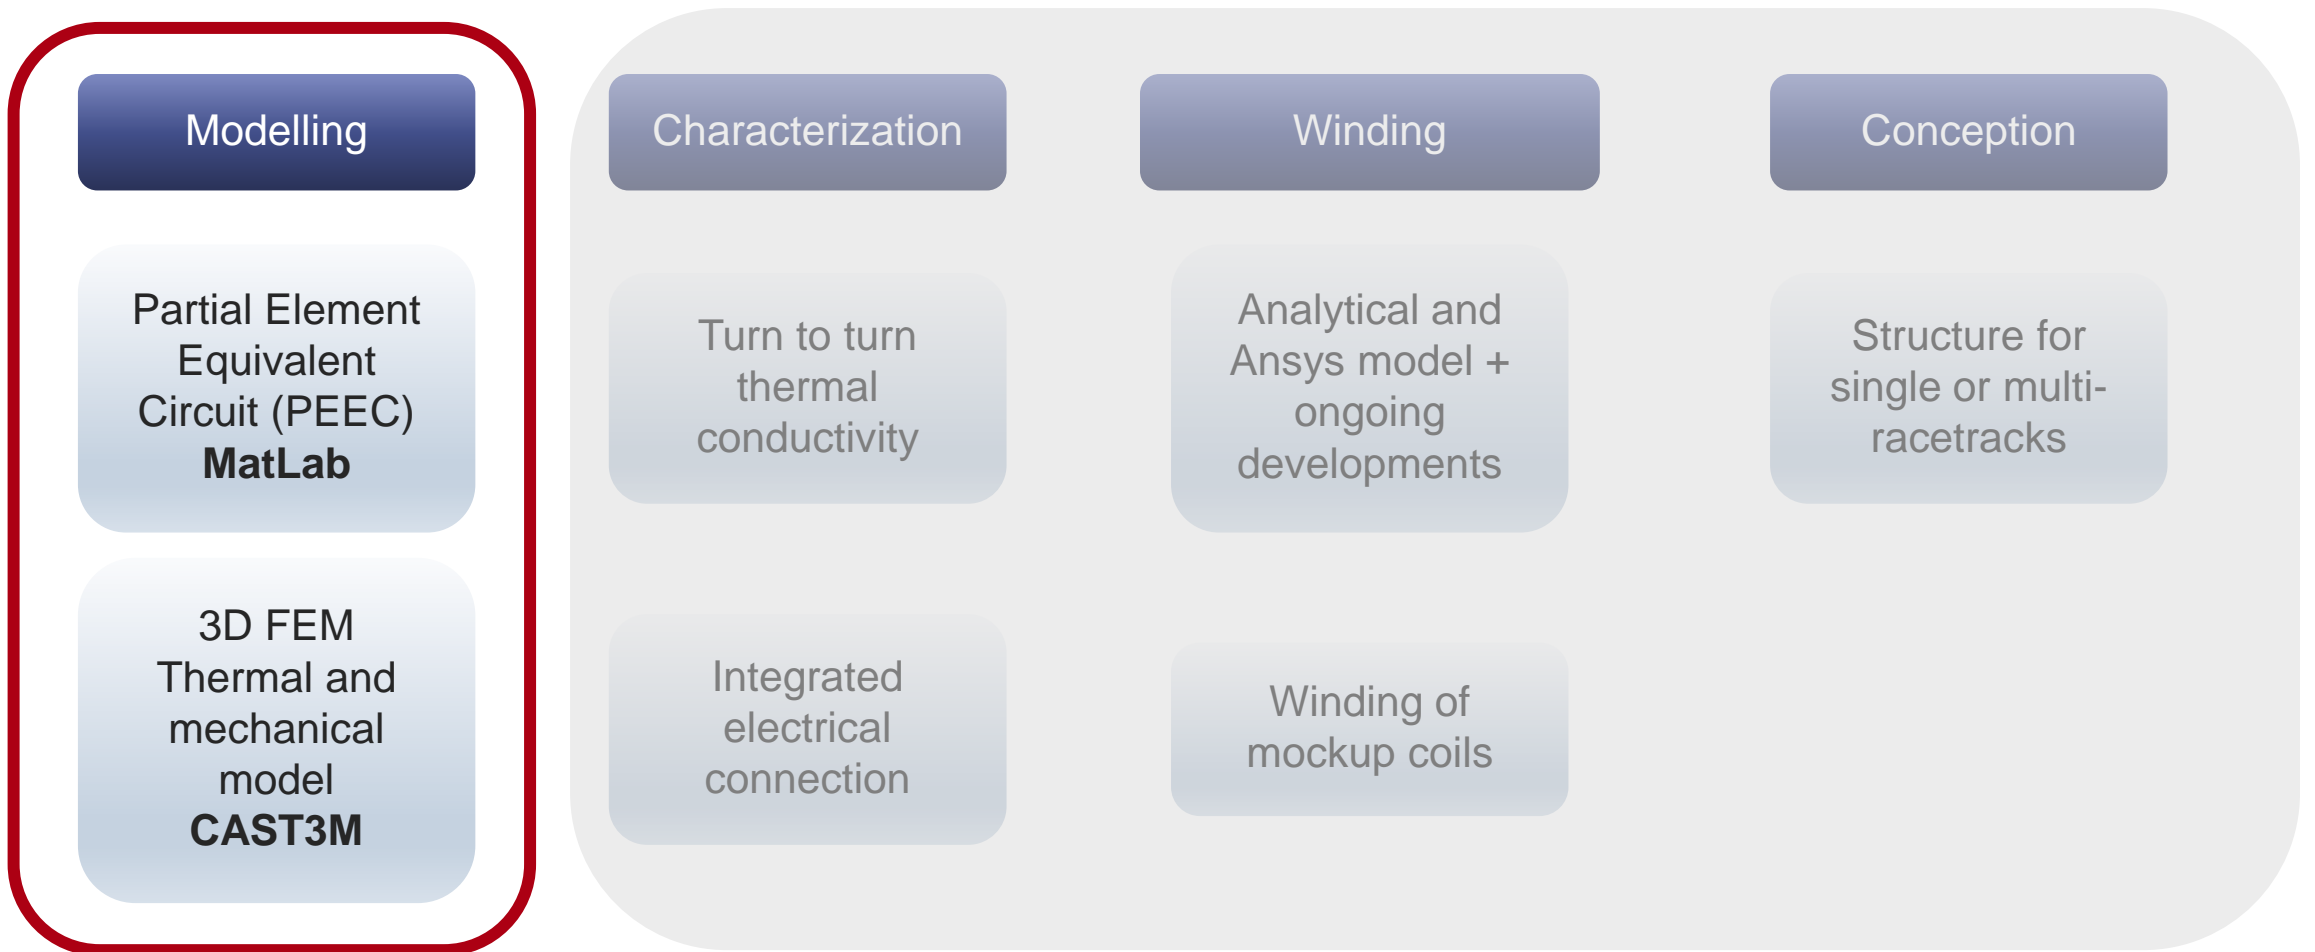 Modelling
Partial Element
Equivalent
Circuit (PEEC)
MatLab
3D FEM
Thermal and
mechanical
model
CAST3M
Characterization
Turn to turn
thermal
conductivity
Integrated
electrical
connection
Winding
Analytical and
Ansys model +
ongoing
developments
Winding of
mockup coils
Conception
Structure for
single or multi-
racetracks